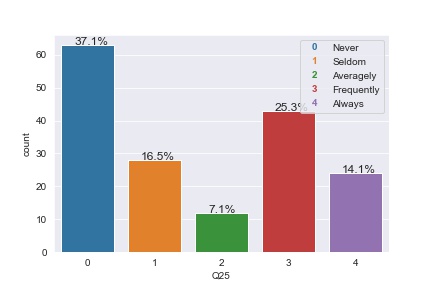 37.1%
16.5%
7.1%
25.3%
14.1%
0 Never
1 Seldom
2 Averagely
3 Frequently
4 Always
60
50
40
30
20
10
0
count
0 1 2 3 4
Q25